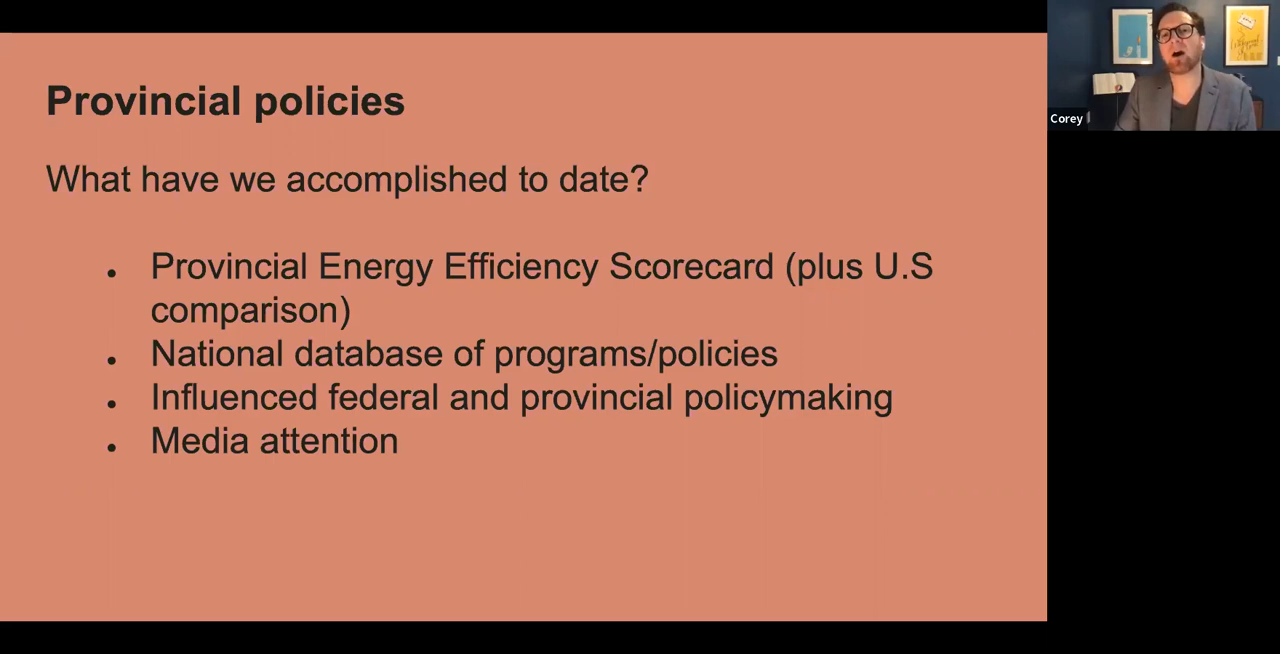 Provincial policies
What have we accomplished to date?
• Provincial Energy Efficiency Scorecard (plus U.S
comparison)
• National database of programs/policies
• Influenced federal and provincial policymaking
• Media attention
Corey